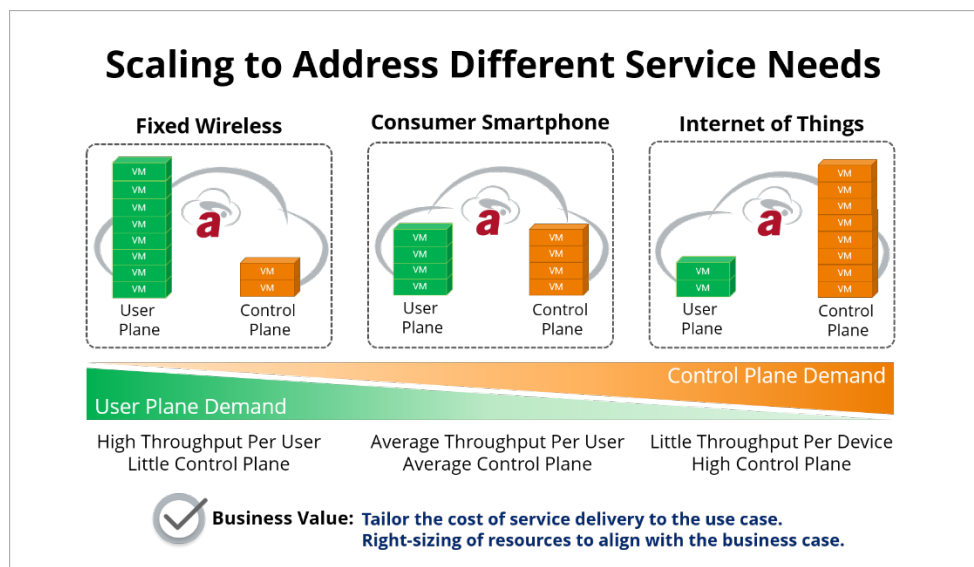 Scaling to Address Different Service Needs
Fixed Wireless
VM
VM
VM
VM
VM
VM
VM
VM
a
VM
VM
User
Plane
Control
Plane
Consumer Smartphone
VM
VM
VM
VM
a
VM
VM
VM
VM
User
Plane
Control
Plane
Internet of Things
VM
VM
a
VM
VM
VM
VM
VM
VM
VM
VM
User
Plane
Control
Plane
Control Plane Demand
User Plane Demand
High Throughput Per User
Little Control Plane
Average Throughput Per User
Average Control Plane
Little Throughput Per Device
High Control Plane
Business Value: Tailor the cost of service delivery to the use case.
Right-sizing of resources to align with the business case.